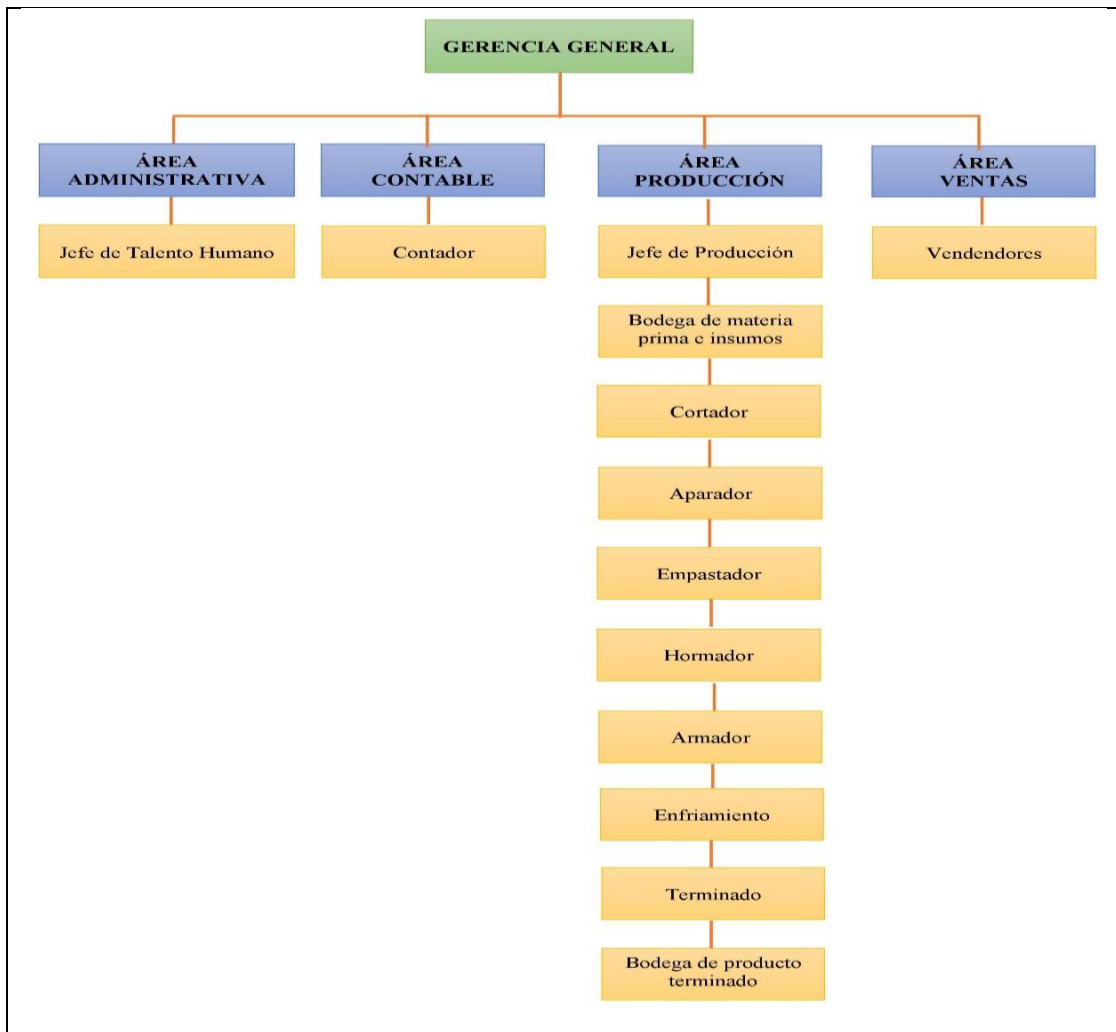 GERENCIA GENERAL
ÁREA
ADMINISTRATIVA
ÁREA
CONTABLE
ÁREA
PRODUCCIÓN
ÁREA
VENTAS
Jefe de Talento Humano
Contador
Jefe de Producción
Vendendores
Bodega de materia
prima e insumos
Cortador
Aparador
Empastador
Hormador
Armador
Enfriamiento
Terminado
Bodega de producto
terminado